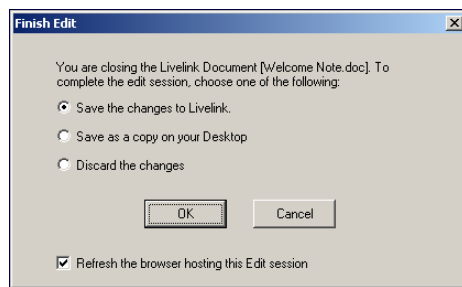 Finish Edit
You are closing the Livelink Document [Welcome Note.doc]. To
complete the edit session, choose one of the following:
Save the changes to Livelink.
Save as a copy on your Desktop
Discard the changes
OK
Cancel
Refresh the browser hosting this Edit session